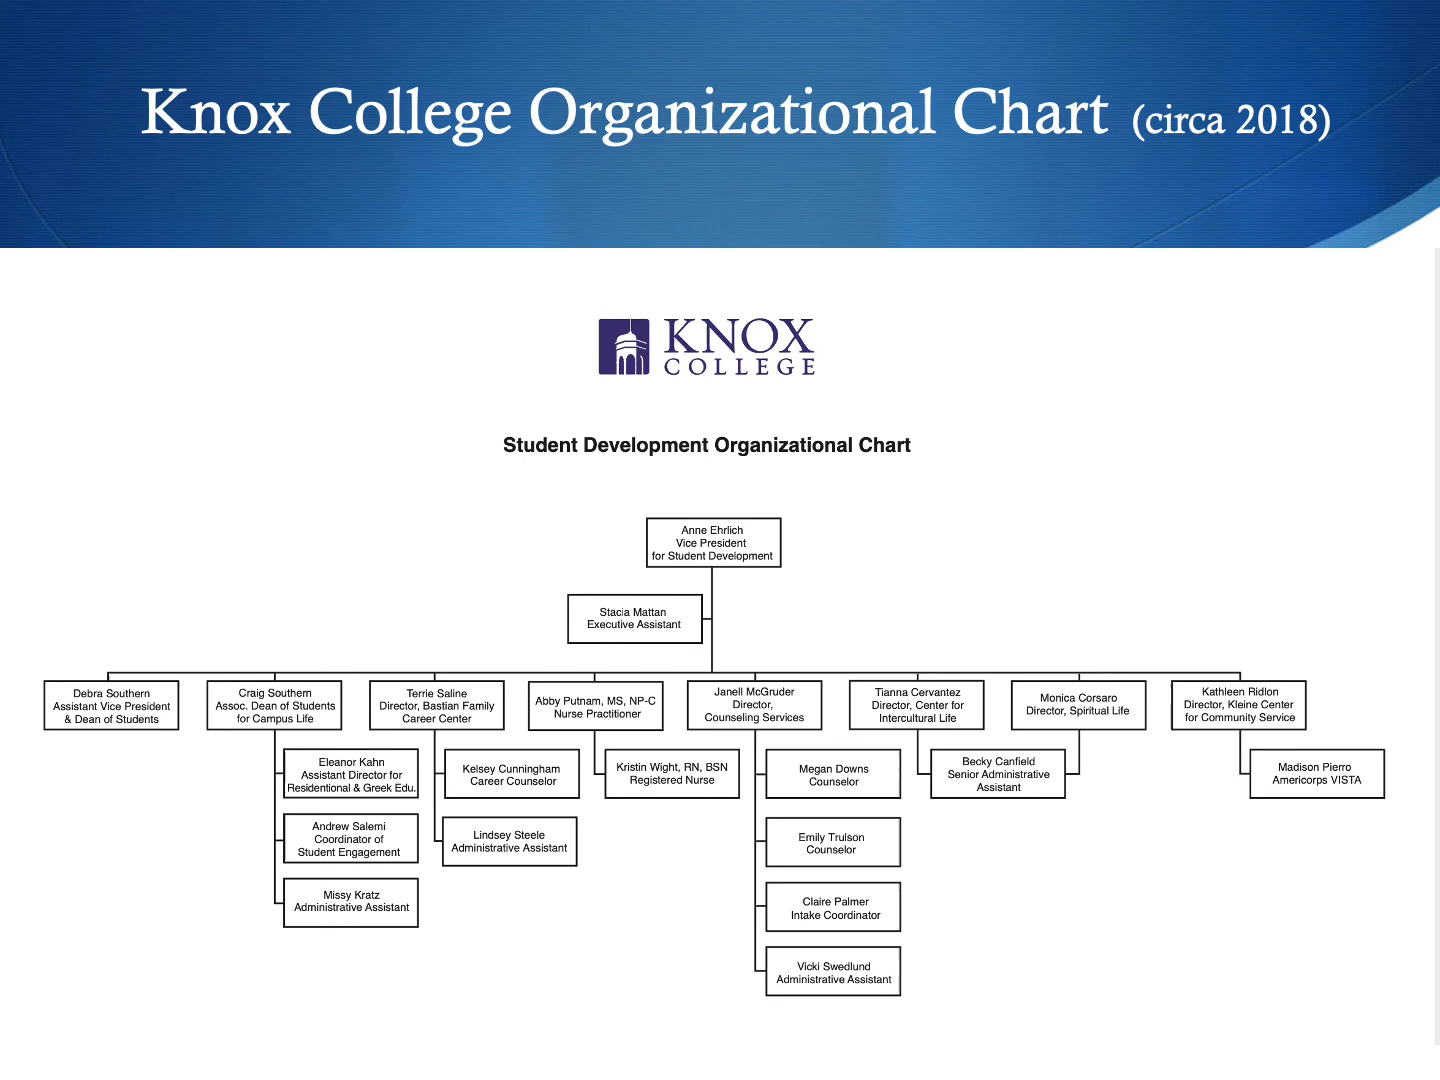 Knox College Organizational Chart (circa 2018)
KNOX
COLLEGE
Student Development Organizational Chart
Anne Ehrlich
Vice President
for Student Development
Stacia Mattan
Executive Assistant
Debra Southern
Assistant Vice President
& Dean of Students
Craig Southern
Assoc. Dean of Students
for Campus Life
Terrie Saline
Director, Bastian Family
Career Center
Abby Putnam, MS, NP-C
Nurse Practitioner
Janell McGruder
Director,
Counseling Services
Tianna Cervantez
Director, Center for
Intercultural Life
Monica Corsaro
Director, Spiritual Life
Kathleen Ridlon
Director, Kleine Center
for Community Service
Eleanor Kahn
Assistant Director for
Residentional & Greek Edu.
Kelsey Cunningham
Career Counselor
Kristin Wight, RN, BSN
Registered Nurse
Megan Downs
Counselor
Becky Canfield
Senior Administrative
Assistant
Madison Pierro
Americorps VISTA
Andrew Salemi
Coordinator of
Student Engagement
Lindsey Steele
Administrative Assistant
Emily Trulson
Counselor
Missy Kratz
Administrative Assistant
Claire Palmer
Intake Coordinator
Vicki Swedlund
Administrative Assistant